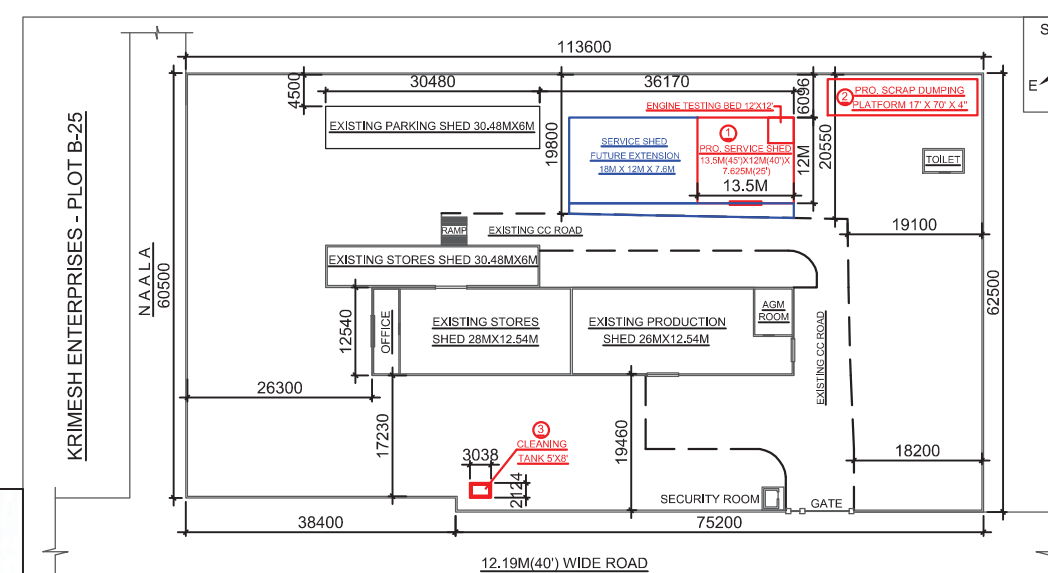 113600
S
30480
36170
4500
6096
E
ENGINE TESTING BED 12'X12'
2
PRO. SCRAP DUMPING
PLATFORM 17' X 70' X 4"
EXISTING PARKING SHED 30.48MX6M
19800
SERVICE SHED
FUTURE EXTENSION
18M X 12M X 7.6M
1
PRO. SERVICE SHED
13.5M(45')X12M(40')X
7.625M(25')
13.5M
12M
20550
TOILET
KRIMESH ENTERPRISES - PLOT B-25
NAALA
60500
RAMP
EXISTING CC ROAD
19100
EXISTING STORES SHED 30.48MX6M
62500
12540
OFFICE
EXISTING STORES
SHED 28MX12.54M
EXISTING PRODUCTION
SHED 26MX12.54M
AGM
ROOM
EXISTING CC ROAD
26300
17230
3
CLEANING
TANK 5'X8'
3038
2124
19460
18200
SECURITY ROOM
GATE
38400
75200
12.19M(40') WIDE ROAD